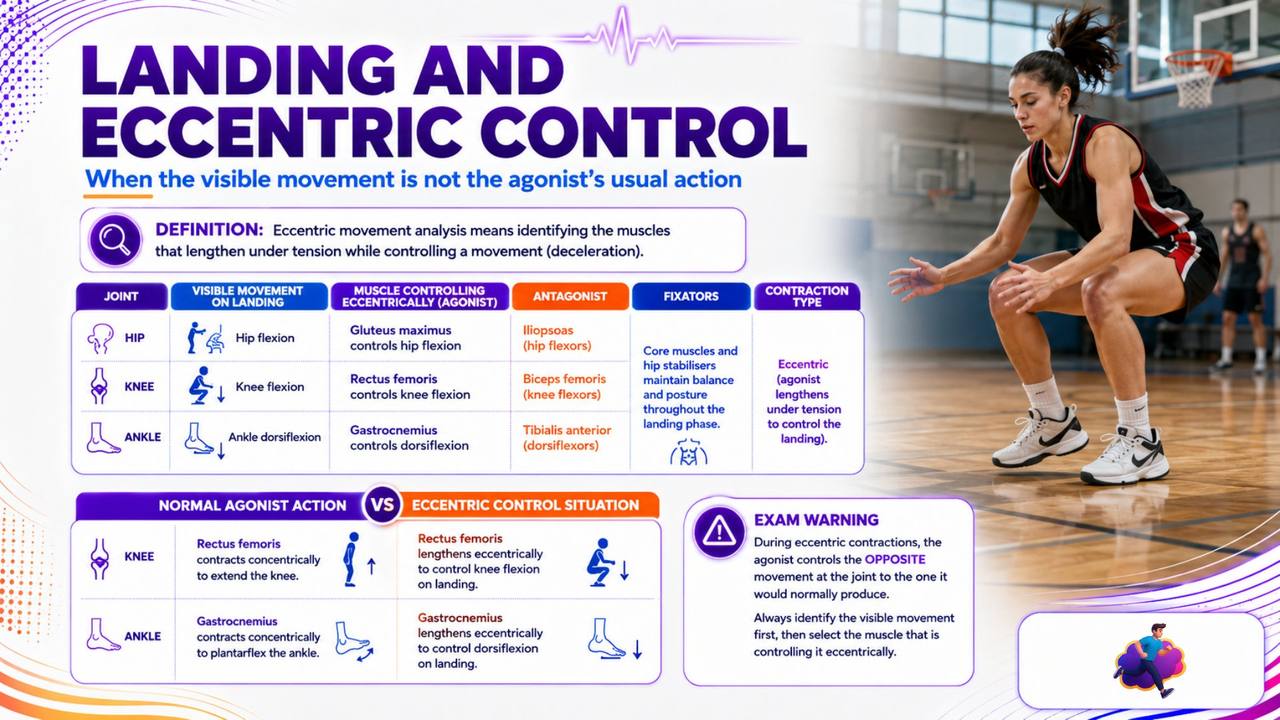 LANDING AND
ECCENTRIC CONTROL
When the visible movement is not the agonist's usual action
DEFINITION: Eccentric movement analysis means identifying the muscles
that lengthen under tension while controlling a movement (deceleration).
JOINT
VISIBLE MOVEMENT
ON LANDING
MUSCLE CONTROLLING
ECCENTRICALLY (AGONIST)
ANTAGONIST
FIXATORS
CONTRACTION
TYPE
HIP
Hip flexion
Gluteus maximus
controls hip flexion
Iliopsoas
(hip flexors)
KNEE
Knee flexion
Rectus femoris
controls knee flexion
Biceps femoris
(knee flexors)
ANKLE
Ankle dorsiflexion
Gastrocnemius
controls dorsiflexion
Tibialis anterior
(dorsiflexors)
Core muscles and
hip stabilisers
maintain balance
and posture
throughout the
landing phase.
Eccentric
(agonist
lengthens
under tension
to control the
landing).
NORMAL AGONIST ACTION
VS
ECCENTRIC CONTROL SITUATION
KNEE
Rectus femoris
contracts concentrically
to extend the knee.
Rectus femoris
lengthens eccentrically
to control knee flexion
on landing.
ANKLE
Gastrocnemius
contracts concentrically
to plantarflex the ankle.
Gastrocnemius
lengthens eccentrically
to control dorsiflexion
on landing.
EXAM WARNING
During eccentric contractions, the
agonist controls the OPPOSITE
movement at the joint to the one it
would normally produce.
Always identify the visible movement
first, then select the muscle that is
controlling it eccentrically.